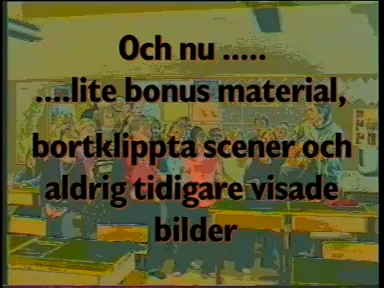 Och nu .....
....lite bonus material,
bortklippta scener och
aldrig tidigare visade
bilder